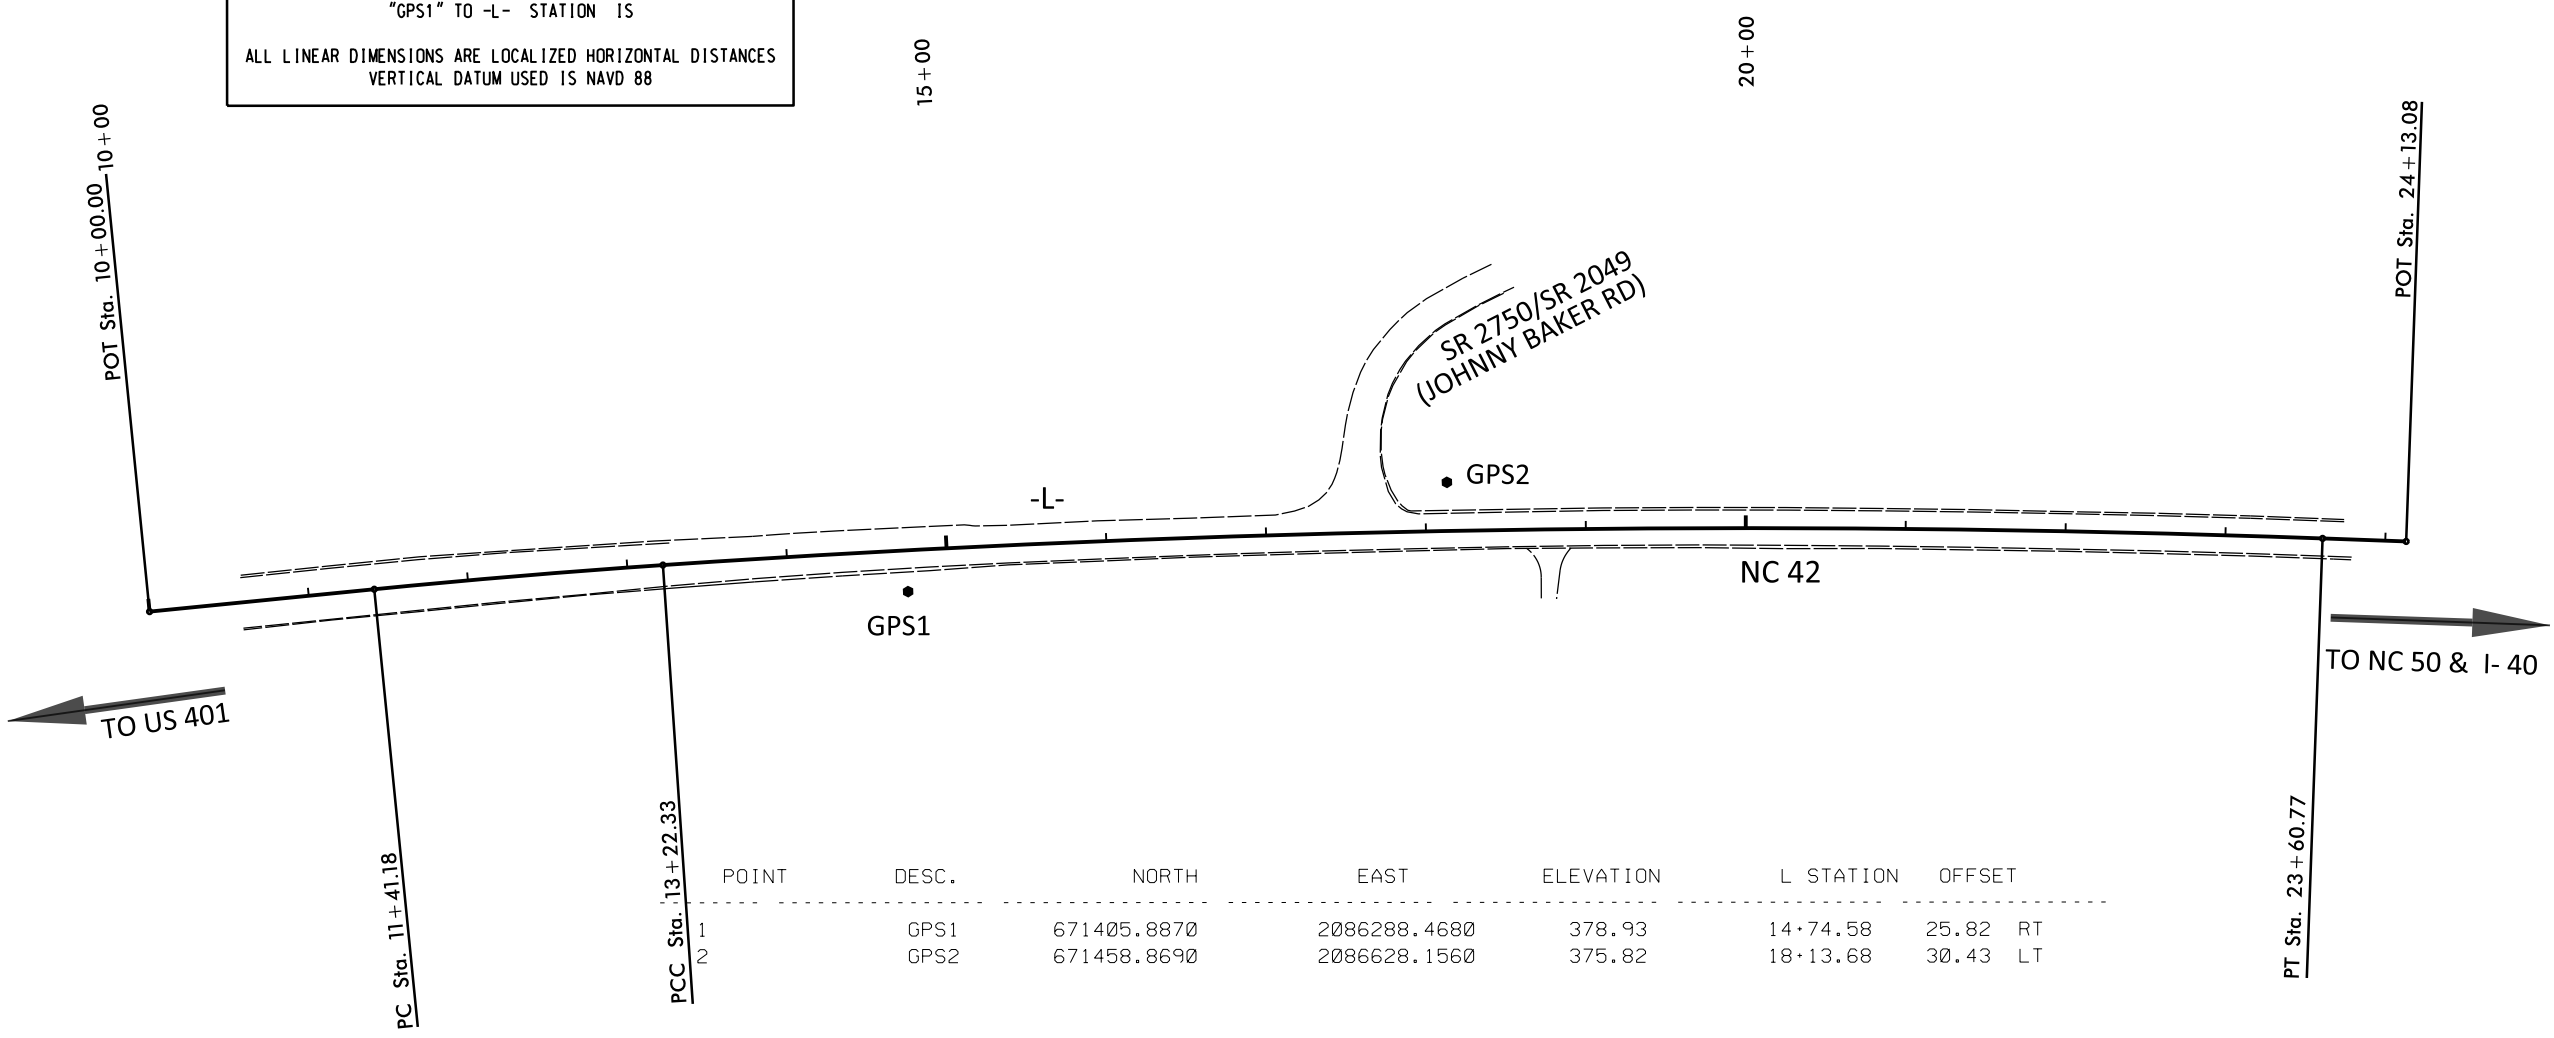 "GPS1" TO -L- STATION IS
ALL LINEAR DIMENSIONS ARE LOCALIZED HORIZONTAL DISTANCES
VERTICAL DATUM USED IS NAVD 88
10+00
15+00
20+00
POT Sta. 10+00.00
POT Sta. 24+13.08
SR 2750/SR 2049
(JOHNNY BAKER RD)
GPS2
-L-
NC 42
GPS1
TO NC 50 & I-40
TO US 401
PC Sta. 11+41.18
PCC Sta. 13+22.33
PT Sta. 23+60.77
POINT DESC. NORTH EAST ELEVATION L STATION OFFSET
1 GPS1 671405.8870 2086288.4680 378.93 14+74.58 25.82 RT
2 GPS2 671458.8690 2086628.1560 375.82 18+13.68 30.43 LT